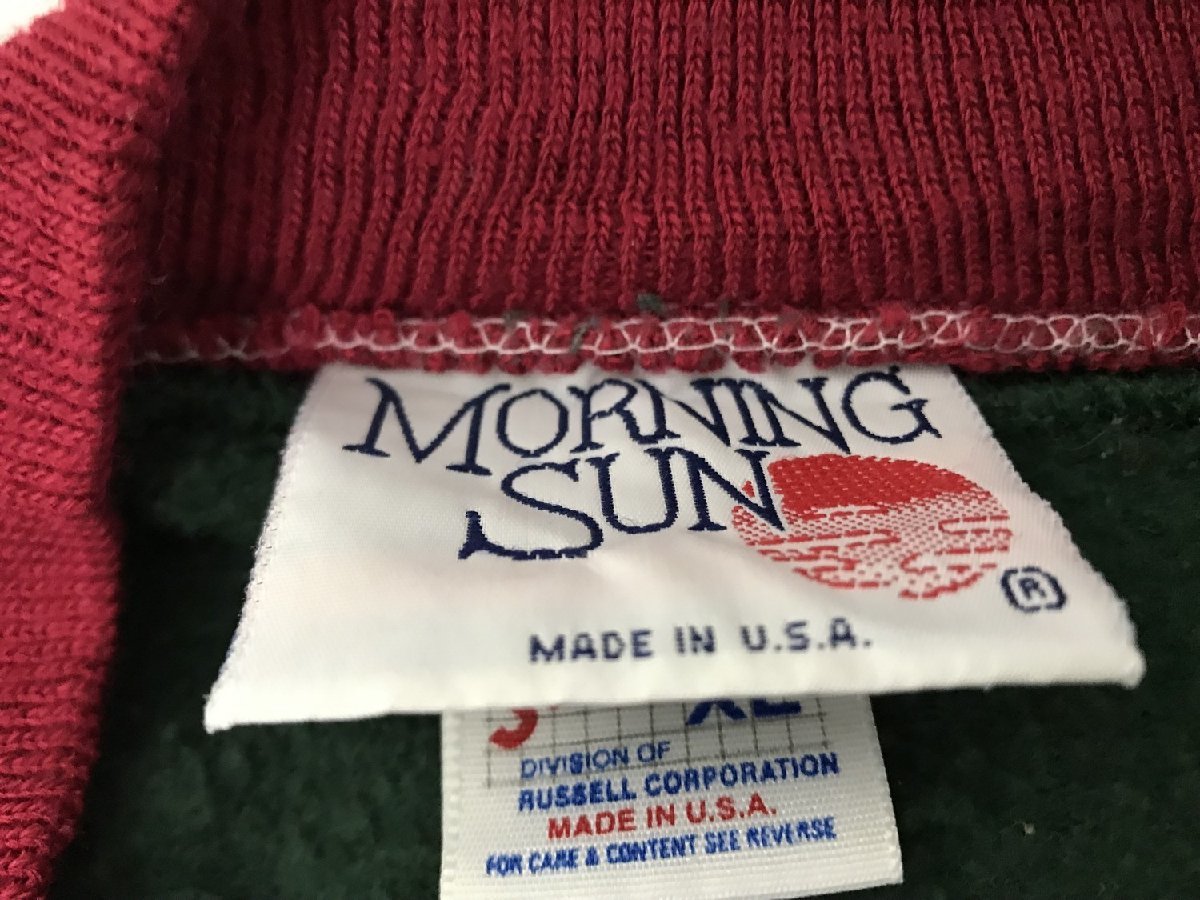 MORNING
SUN
®
MADE IN U.S.A.
XL
DIVISION OF
RUSSELL CORPORATION
MADE IN U.S.A.
FOR CARE & CONTENT SEE REVERSE